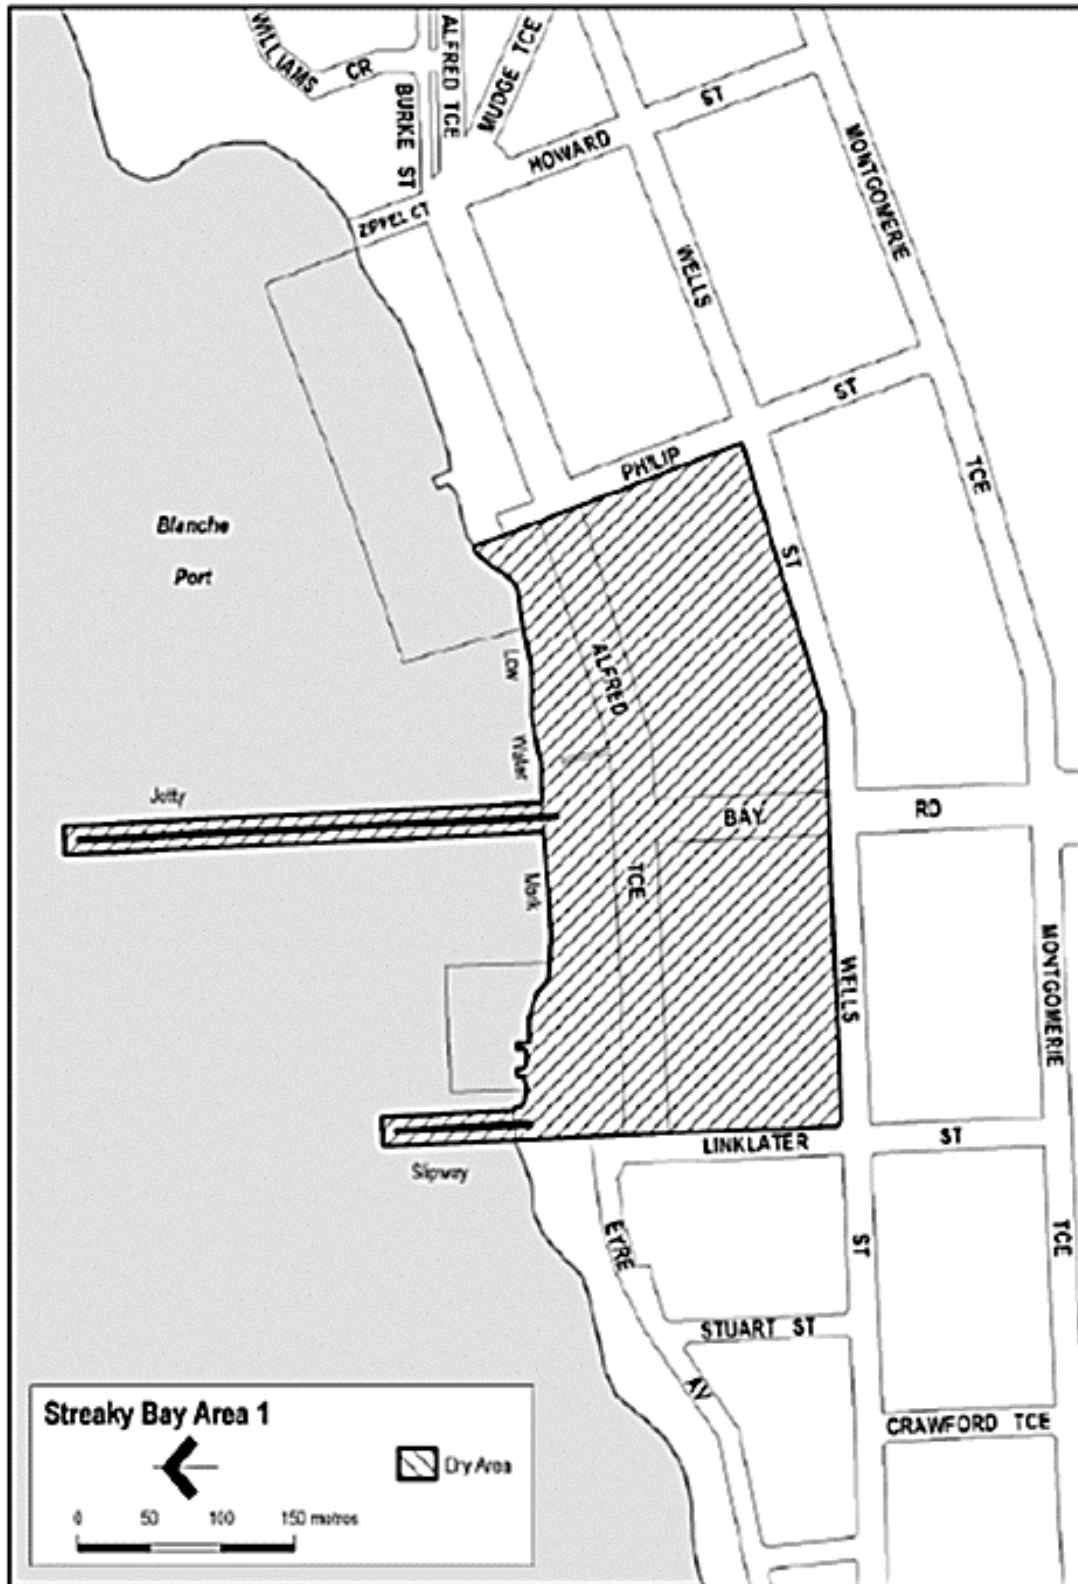 WILLIAMS CR
ALFRED TCE
MUDGE TCE
BURKE ST
HOWARD ST
ZIPPEL CT
MONTGOMERIE
WELLS
ST
PHILIP
TCE
Blanche
Port
ST
ALFRED
Low
Water
Jetty
BAY RD
TCE
Mark
WELLS
MONTGOMERIE
LINKLATER ST
Slipway
EYRE
ST
TCE
STUART ST
AV
CRAWFORD TCE
Streaky Bay Area 1
Dry Area
0 50 100 150 metres